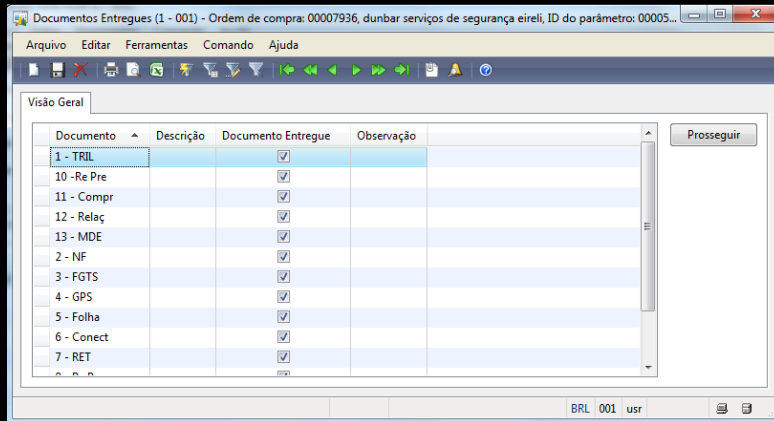 Documentos Entregues (1 - 001) - Ordem de compra: 00007936, dunbar serviços de segurança eireli, ID do parâmetro: 00005...
Arquivo Editar Ferramentas Comando Ajuda
Visão Geral
Documento Descrição Documento Entregue Observação
Prosseguir
1 - TRIL
10 -Re Pre
11 - Compr
12 - Relaç
13 - MDE
2 - NF
3 - FGTS
4 - GPS
5 - Folha
6 - Conect
7 - RET
BRL 001 usr